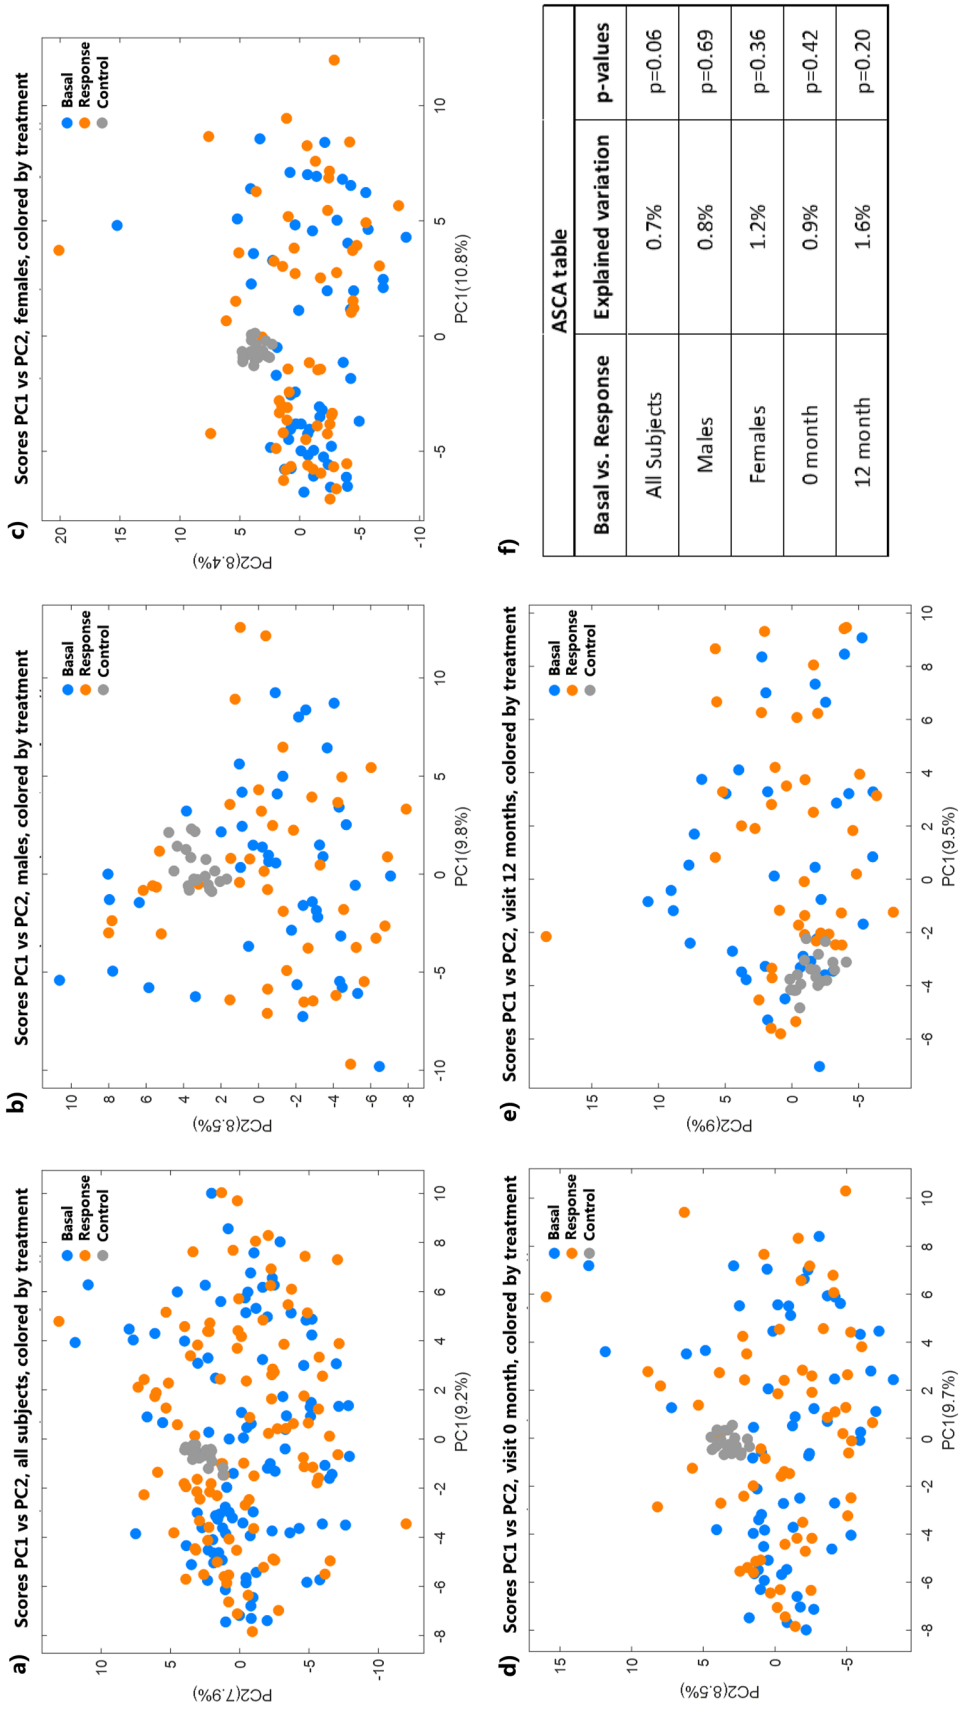 a)
Scores PC1 vs PC2, all subjects, colored by treatment
Basal
Response
Control
10
5
0
-5
-10
PC2(7.9%)
-8
-6
-4
-2
0
2
4
6
8
10
PC1(9.2%)
b)
Scores PC1 vs PC2, males, colored by treatment
Basal
Response
Control
10
8
6
4
2
0
-2
-4
-6
-8
PC2(8.5%)
-10
-5
0
5
10
PC1(9.8%)
c)
Scores PC1 vs PC2, females, colored by treatment
Basal
Response
Control
20
15
10
5
0
-5
-10
PC2(8.4%)
-5
0
5
10
PC1(10.8%)
d)
Scores PC1 vs PC2, visit 0 month, colored by treatment
Basal
Response
Control
15
10
5
0
-5
PC2(8.5%)
-8
-6
-4
-2
0
2
4
6
8
10
PC1(9.7%)
e)
Scores PC1 vs PC2, visit 12 months, colored by treatment
Basal
Response
Control
15
10
5
0
-5
PC2(9%)
-6
-4
-2
0
2
4
6
8
10
PC1(9.5%)
f)
ASCA table
Basal vs. Response Explained variation p-values
All Subjects 0.7% p=0.06
Males 0.8% p=0.69
Females 1.2% p=0.36
0 month 0.9% p=0.42
12 month 1.6% p=0.20